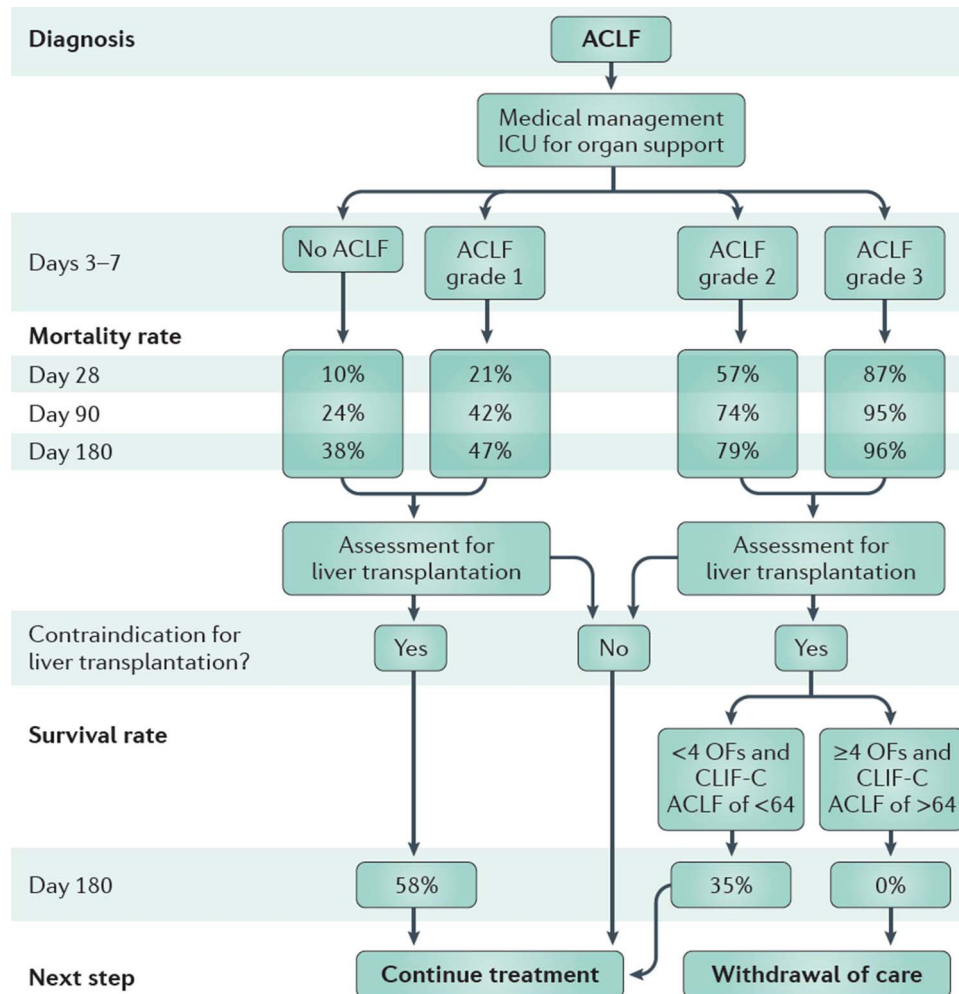 Diagnosis
ACLF
Medical management
ICU for organ support
Days 3–7
No ACLF
ACLF
grade 1
ACLF
grade 2
ACLF
grade 3
Mortality rate
Day 28
10%
21%
57%
87%
Day 90
24%
42%
74%
95%
Day 180
38%
47%
79%
96%
Assessment for
liver transplantation
Assessment for
liver transplantation
Contraindication for
liver transplantation?
Yes
No
Yes
Survival rate
<4 OFs and
CLIF-C
ACLF of <64
≥4 OFs and
CLIF-C
ACLF of >64
Day 180
58%
35%
0%
Next step
Continue treatment
Withdrawal of care